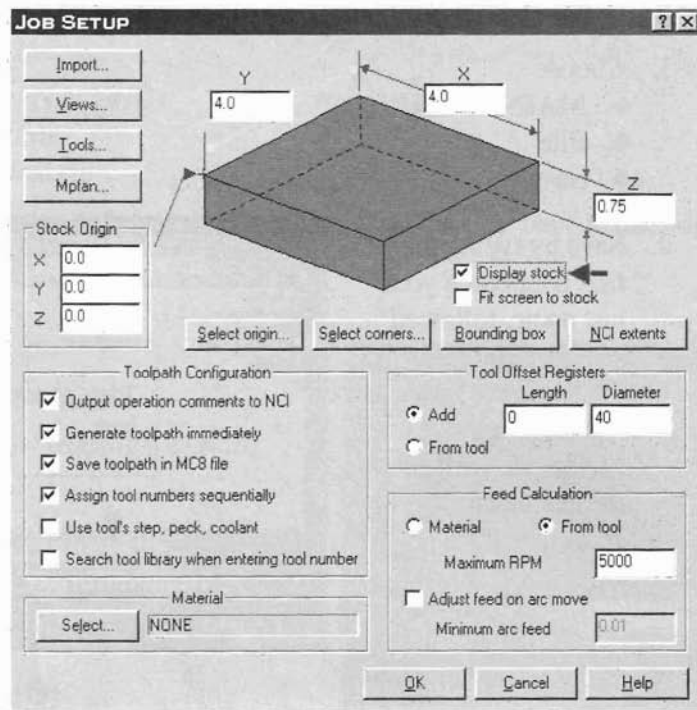 JOB SETUP
Import...
Views...
Tools...
Mpfan...
Y
4.0
X
4.0
Z
0.75
Stock Origin
X 0.0
Y 0.0
Z 0.0
Display stock
Fit screen to stock
Select origin...
Select corners...
Bounding box
NCI extents
Toolpath Configuration
Output operation comments to NCI
Generate toolpath immediately
Save toolpath in MC8 file
Assign tool numbers sequentially
Use tool's step, peck, coolant
Search tool library when entering tool number
Material
Select... NONE
Tool Offset Registers
Length Diameter
Add 0 40
From tool
Feed Calculation
Material From tool
Maximum RPM 5000
Adjust feed on arc move
Minimum arc feed 0.01
OK Cancel Help